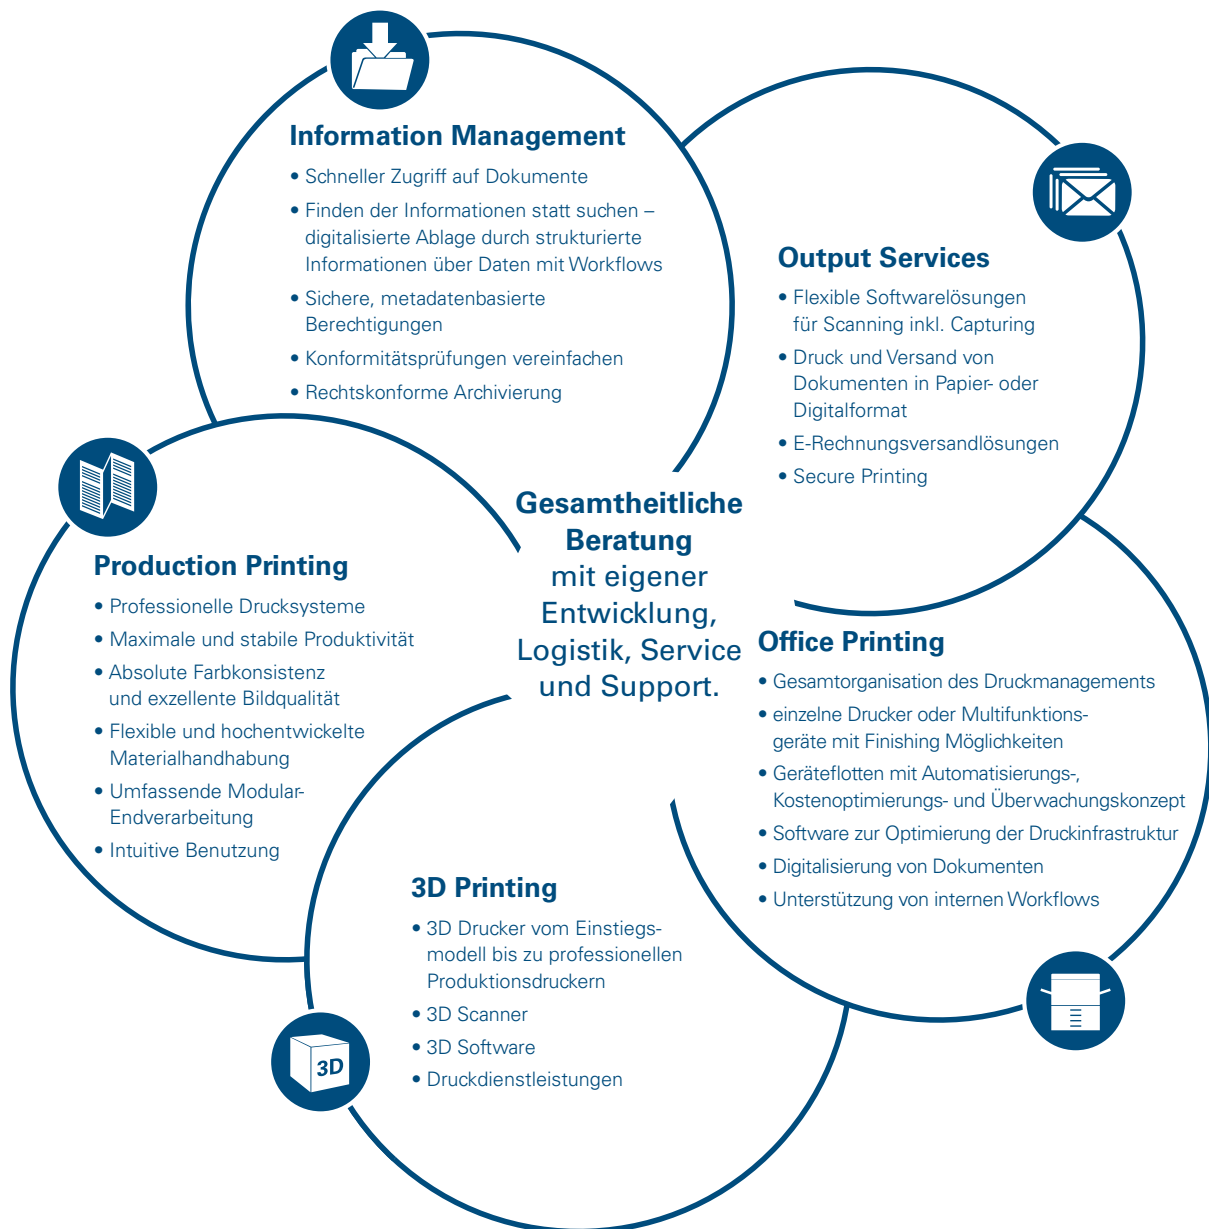 Information Management
• Schneller Zugriff auf Dokumente
• Finden der Informationen statt suchen –
digitalisierte Ablage durch strukturierte
Informationen über Daten mit Workflows
• Sichere, metadatenbasierte
Berechtigungen
• Konformitätsprüfungen vereinfachen
• Rechtskonforme Archivierung
Output Services
• Flexible Softwarelösungen
für Scanning inkl. Capturing
• Druck und Versand von
Dokumenten in Papier- oder
Digitalformat
• E-Rechnungsversandlösungen
• Secure Printing
Gesamtheitliche
Beratung
mit eigener
Entwicklung,
Logistik, Service
und Support.
Production Printing
• Professionelle Drucksysteme
• Maximale und stabile Produktivität
• Absolute Farbkonsistenz
und exzellente Bildqualität
• Flexible und hochentwickelte
Materialhandhabung
• Umfassende Modular-
Endverarbeitung
• Intuitive Benutzung
Office Printing
• Gesamtorganisation des Druckmanagements
• einzelne Drucker oder Multifunktions-
geräte mit Finishing Möglichkeiten
• Geräteflotten mit Automatisierungs-,
Kostenoptimierungs- und Überwachungskonzept
• Software zur Optimierung der Druckinfrastruktur
• Digitalisierung von Dokumenten
• Unterstützung von internen Workflows
3D Printing
• 3D Drucker vom Einstiegs-
modell bis zu professionellen
Produktionsdruckern
• 3D Scanner
• 3D Software
• Druckdienstleistungen
3D